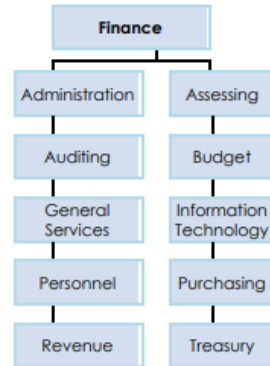 Finance
Administration
Assessing
Auditing
Budget
General
Services
Information
Technology
Personnel
Purchasing
Revenue
Treasury